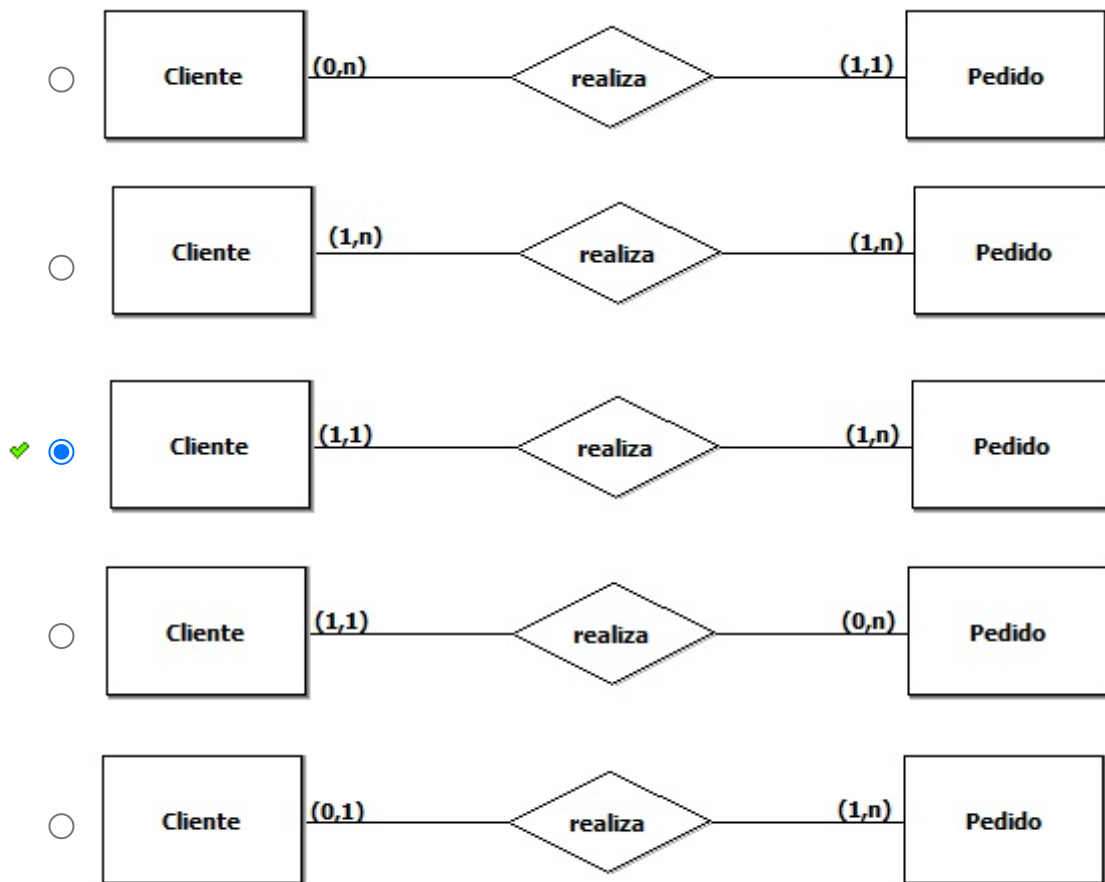 Cliente (0,n) realiza (1,1) Pedido
Cliente (1,n) realiza (1,n) Pedido
Cliente (1,1) realiza (1,n) Pedido
Cliente (1,1) realiza (0,n) Pedido
Cliente (0,1) realiza (1,n) Pedido